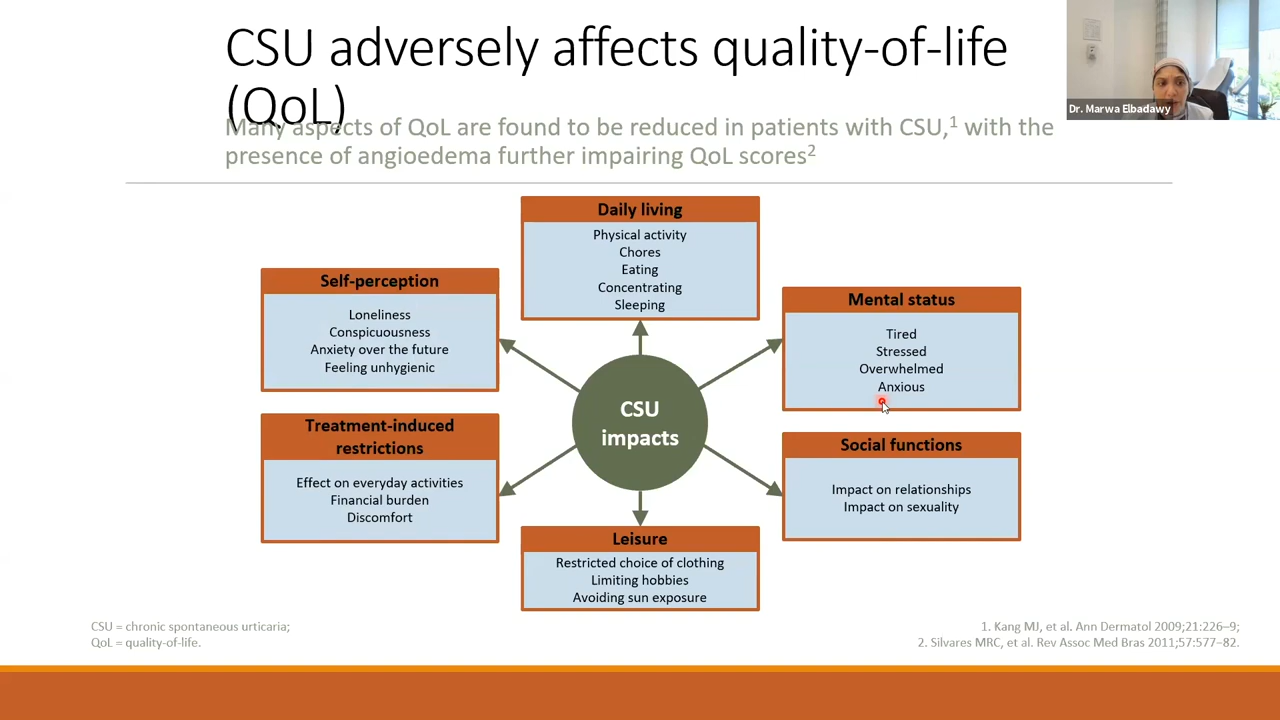 CSU adversely affects quality-of-life
(QoL)
Many aspects of QoL are found to be reduced in patients with CSU,1 with the
presence of angioedema further impairing QoL scores2
Dr. Marwa Elbadawy
Daily living
Physical activity
Chores
Eating
Concentrating
Sleeping
Self-perception
Loneliness
Conspicuousness
Anxiety over the future
Feeling unhygienic
Mental status
Tired
Stressed
Overwhelmed
Anxious
CSU
impacts
Treatment-induced
restrictions
Effect on everyday activities
Financial burden
Discomfort
Social functions
Impact on relationships
Impact on sexuality
Leisure
Restricted choice of clothing
Limiting hobbies
Avoiding sun exposure
CSU = chronic spontaneous urticaria;
QoL = quality-of-life.
1. Kang MJ, et al. Ann Dermatol 2009;21:226–9;
2. Silvares MRC, et al. Rev Assoc Med Bras 2011;57:577–82.